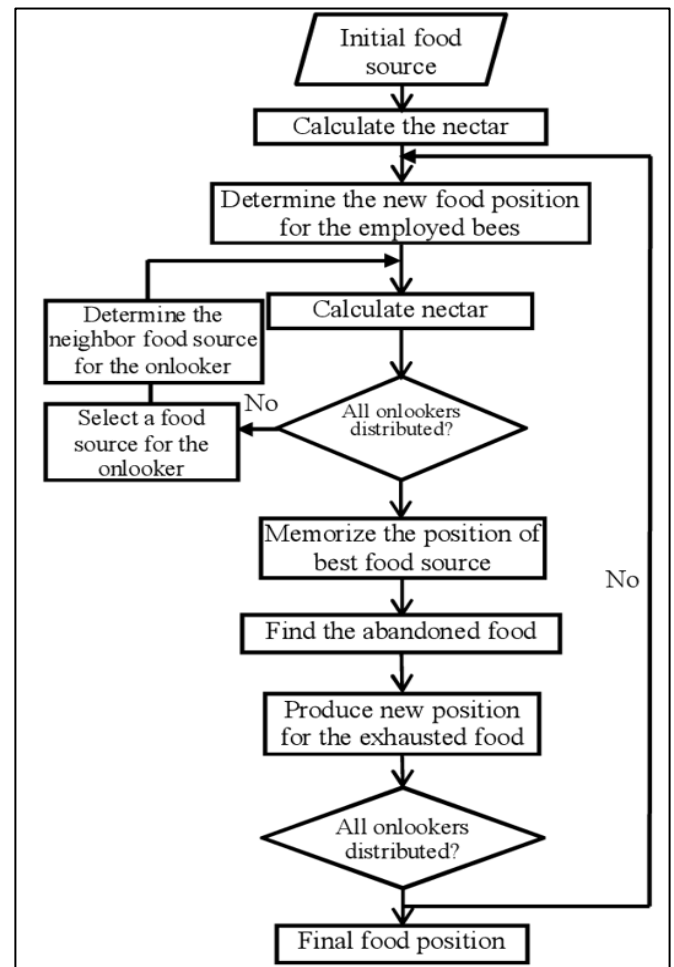 Initial food
source
Calculate the nectar
Determine the new food position
for the employed bees
Calculate nectar
Determine the
neighbor food source
for the onlooker
All onlookers
distributed?
No
Select a food
source for the
onlooker
Memorize the position of
best food source
Find the abandoned food
Produce new position
for the exhausted food
All onlookers
distributed?
No
Final food position